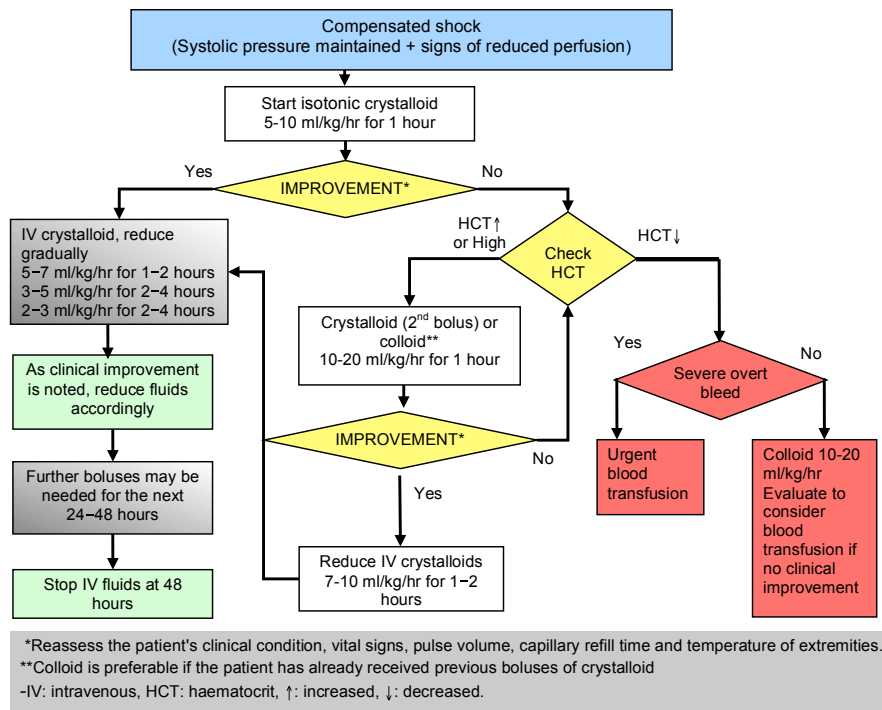 Compensated shock
(Systolic pressure maintained + signs of reduced perfusion)
Start isotonic crystalloid
5-10 ml/kg/hr for 1 hour
Yes
IMPROVEMENT*
No
IV crystalloid, reduce
gradually
5–7 ml/kg/hr for 1–2 hours
3–5 ml/kg/hr for 2–4 hours
2–3 ml/kg/hr for 2–4 hours
HCT↑
or High
Check
HCT
HCT↓
Crystalloid (2nd bolus) or
colloid**
10-20 ml/kg/hr for 1 hour
As clinical improvement
is noted, reduce fluids
accordingly
Yes
Severe overt
bleed
No
IMPROVEMENT*
No
Yes
Urgent
blood
transfusion
Colloid 10-20
ml/kg/hr
Evaluate to
consider
blood
transfusion if
no clinical
improvement
Further boluses may be
needed for the next
24–48 hours
Reduce IV crystalloids
7-10 ml/kg/hr for 1–2
hours
Stop IV fluids at 48
hours
*Reassess the patient's clinical condition, vital signs, pulse volume, capillary refill time and temperature of extremities.
**Colloid is preferable if the patient has already received previous boluses of crystalloid
-IV: intravenous, HCT: haematocrit, ↑: increased, ↓: decreased.